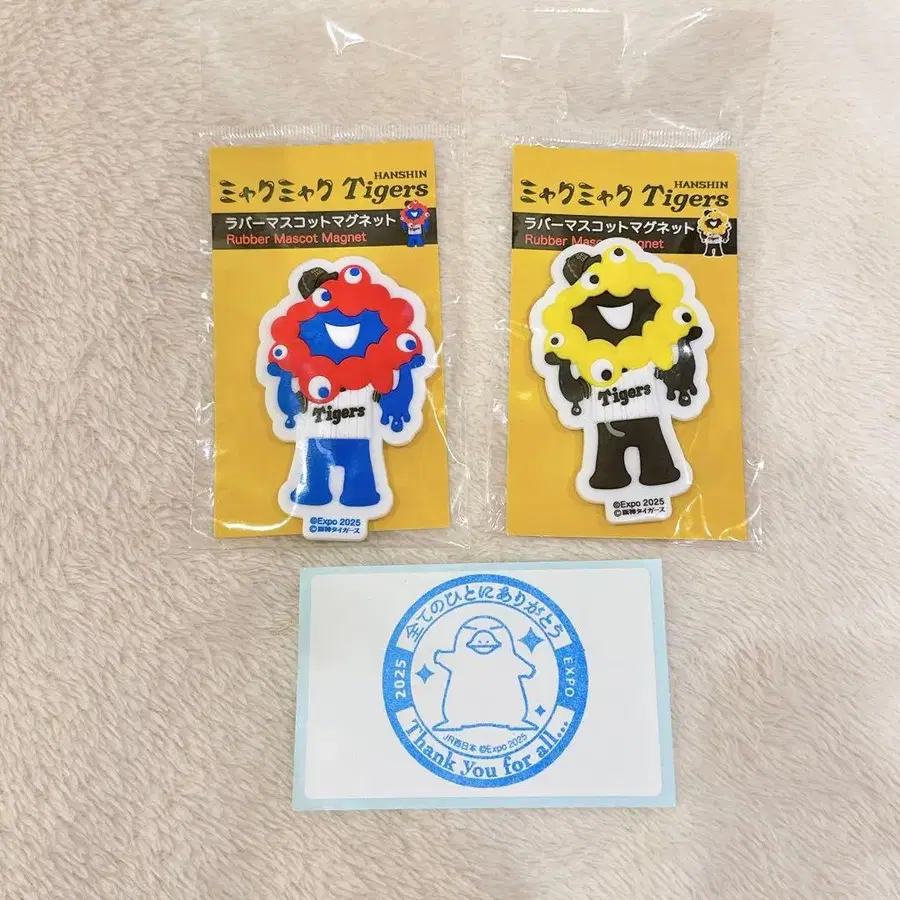 HANSHIN
ミャクミャク Tigers
ラバーマスコットマグネット
Rubber Mascot Magnet
Tigers
©Expo 2025
©阪神タイガース
HANSHIN
ミャクミャク Tigers
ラバーマスコットマグネット
Rubber Mascot Magnet
Tigers
©Expo 2025
©阪神タイガース
全てのひとにありがとう
2025
EXPO
JR西日本 ©Expo 2025
Thank you for all...